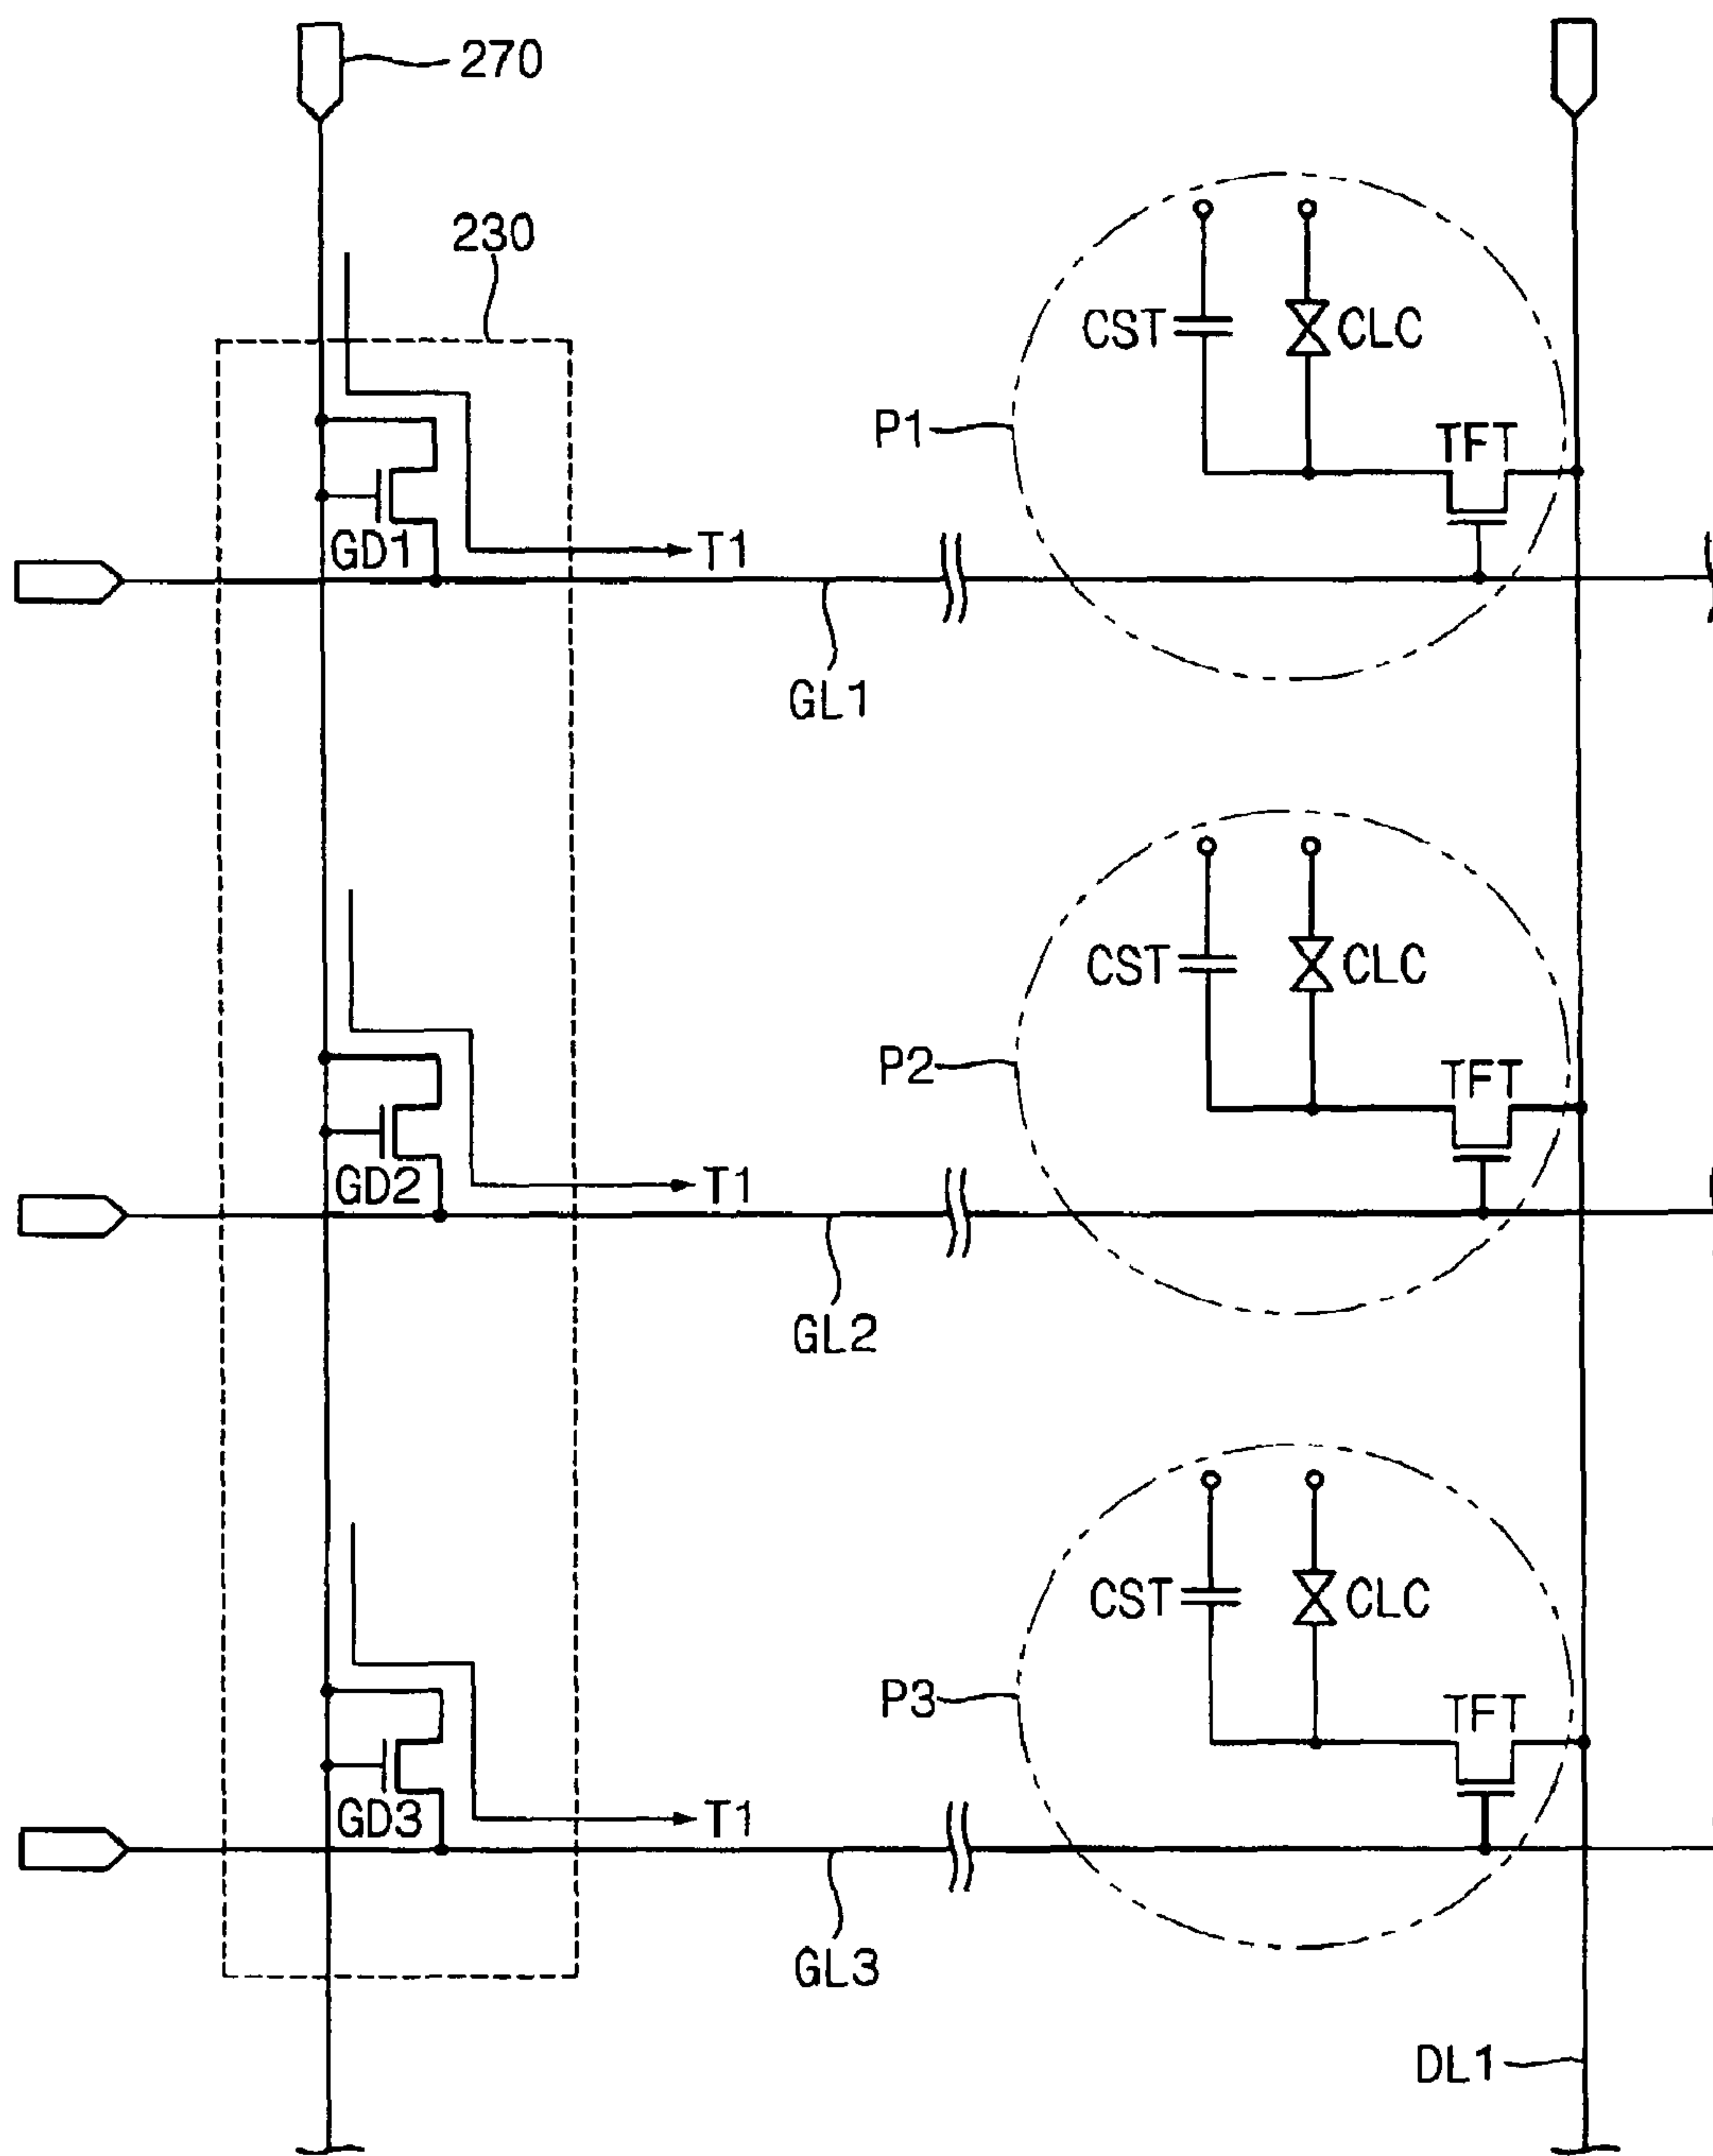 270
230
CST
CLC
P1
TFT
GD1
T1
GL1
CST
CLC
P2
TFT
GD2
T1
GL2
CST
CLC
P3
TFT
GD3
T1
GL3
DL1